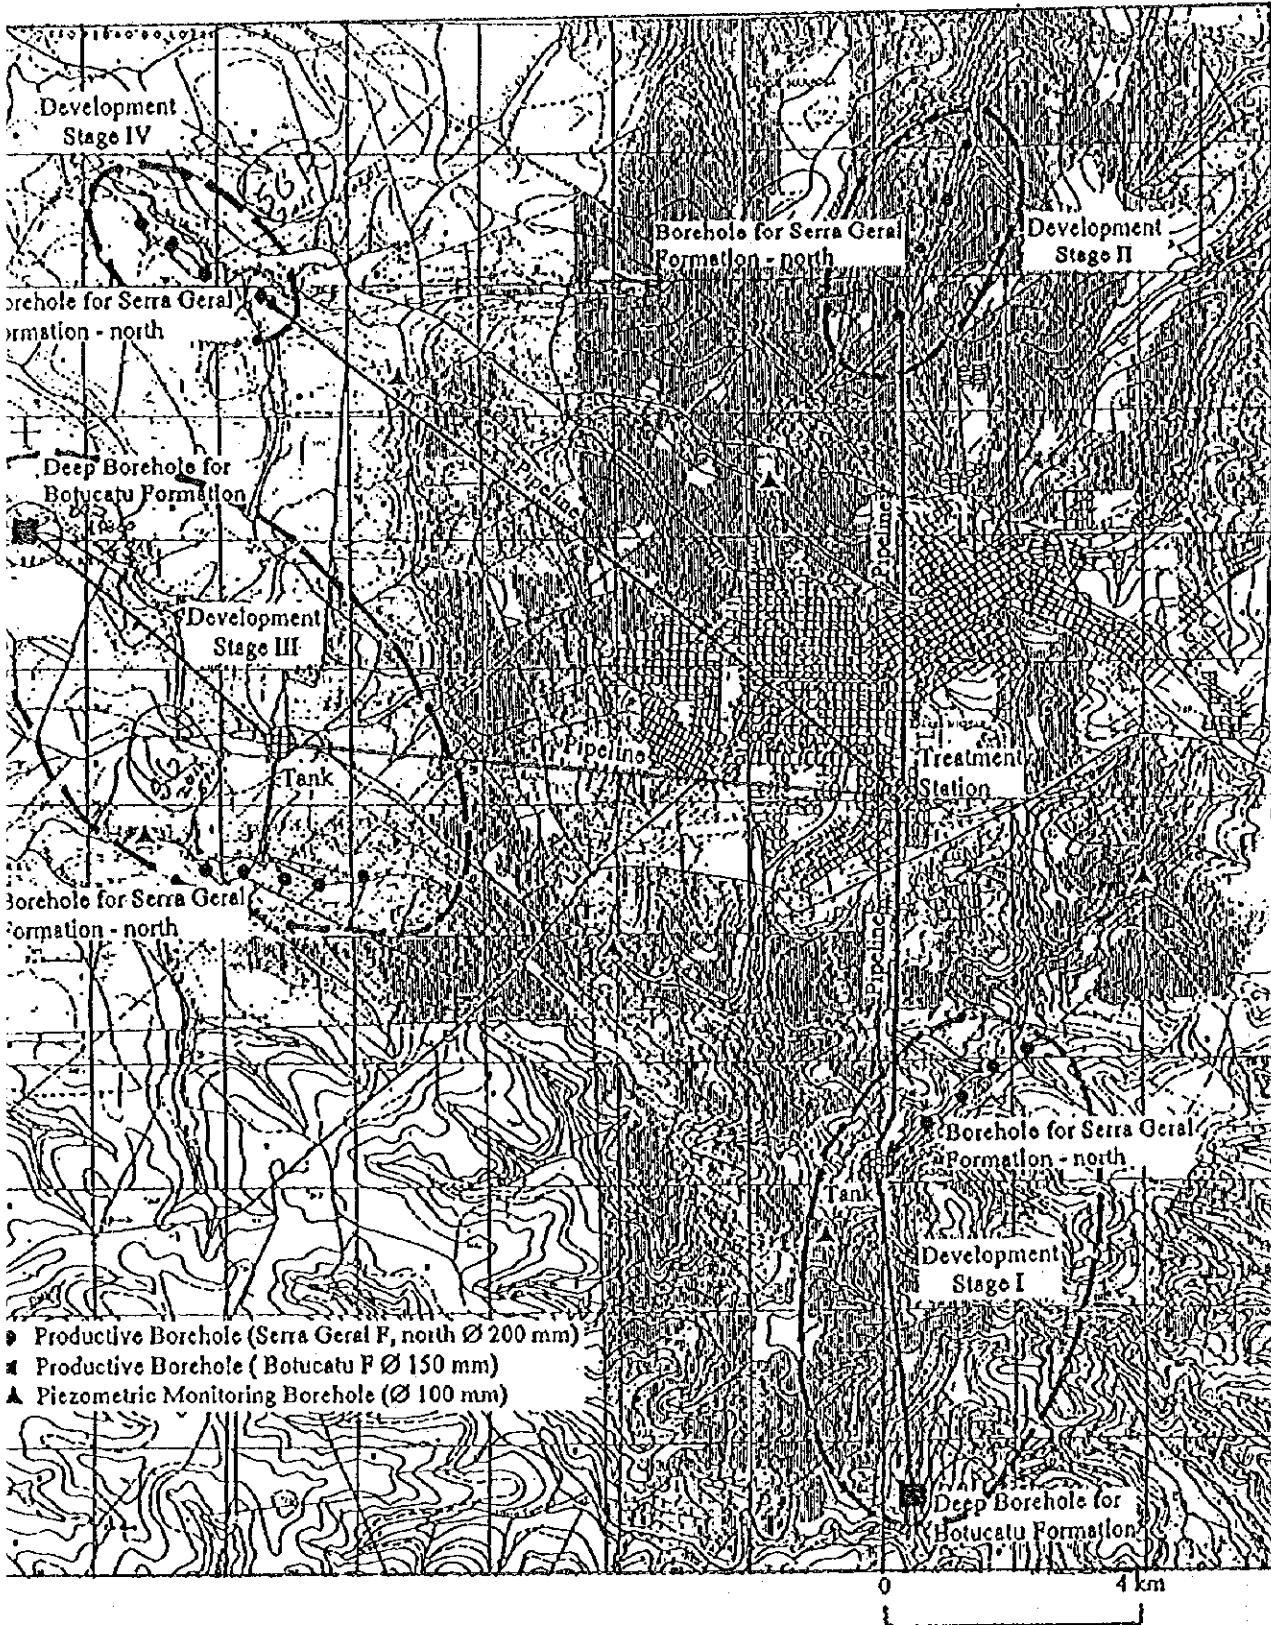 Development
Stage IV
Borehole for Serra Geral
Formation - north
Development
Stage II
orehole for Serra Geral
ormation - north
Deep Borehole for
Botucatu Formation
Pipeline
Pipeline
Development
Stage III
Pipeline
Treatment
Station
Tank
Borehole for Serra Geral
Formation - north
Pipeline
Borehole for Serra Geral
Formation - north
Tank
Development
Stage I
Productive Borehole (Serra Geral F, north Ø 200 mm)
Productive Borehole ( Botucatu F Ø 150 mm)
Piezometric Monitoring Borehole (Ø 100 mm)
Deep Borehole for
Botucatu Formation
0 4 km